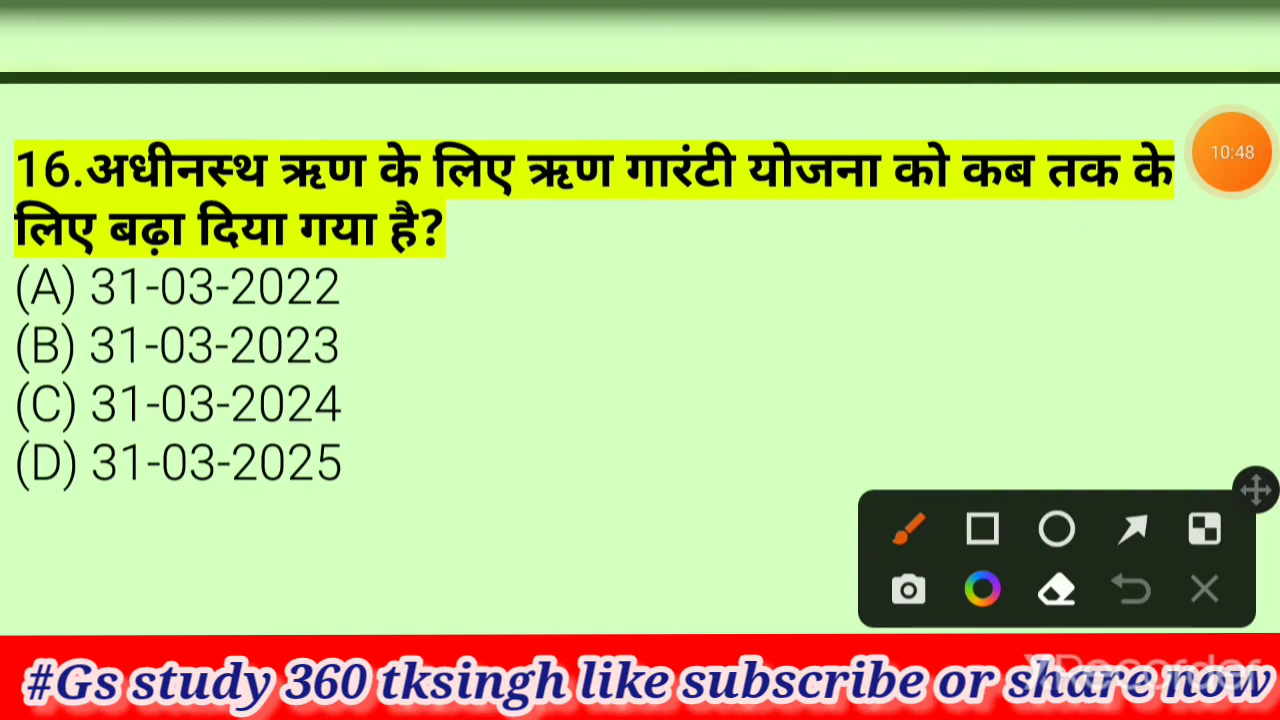 16.अधीनस्थ ऋण के लिए ऋण गारंटी योजना को कब तक के
लिए बढ़ा दिया गया है?
(A) 31-03-2022
(B) 31-03-2023
(C) 31-03-2024
(D) 31-03-2025
10:48
#Gs study 360 tksingh like subscribe or share now
XRecorder